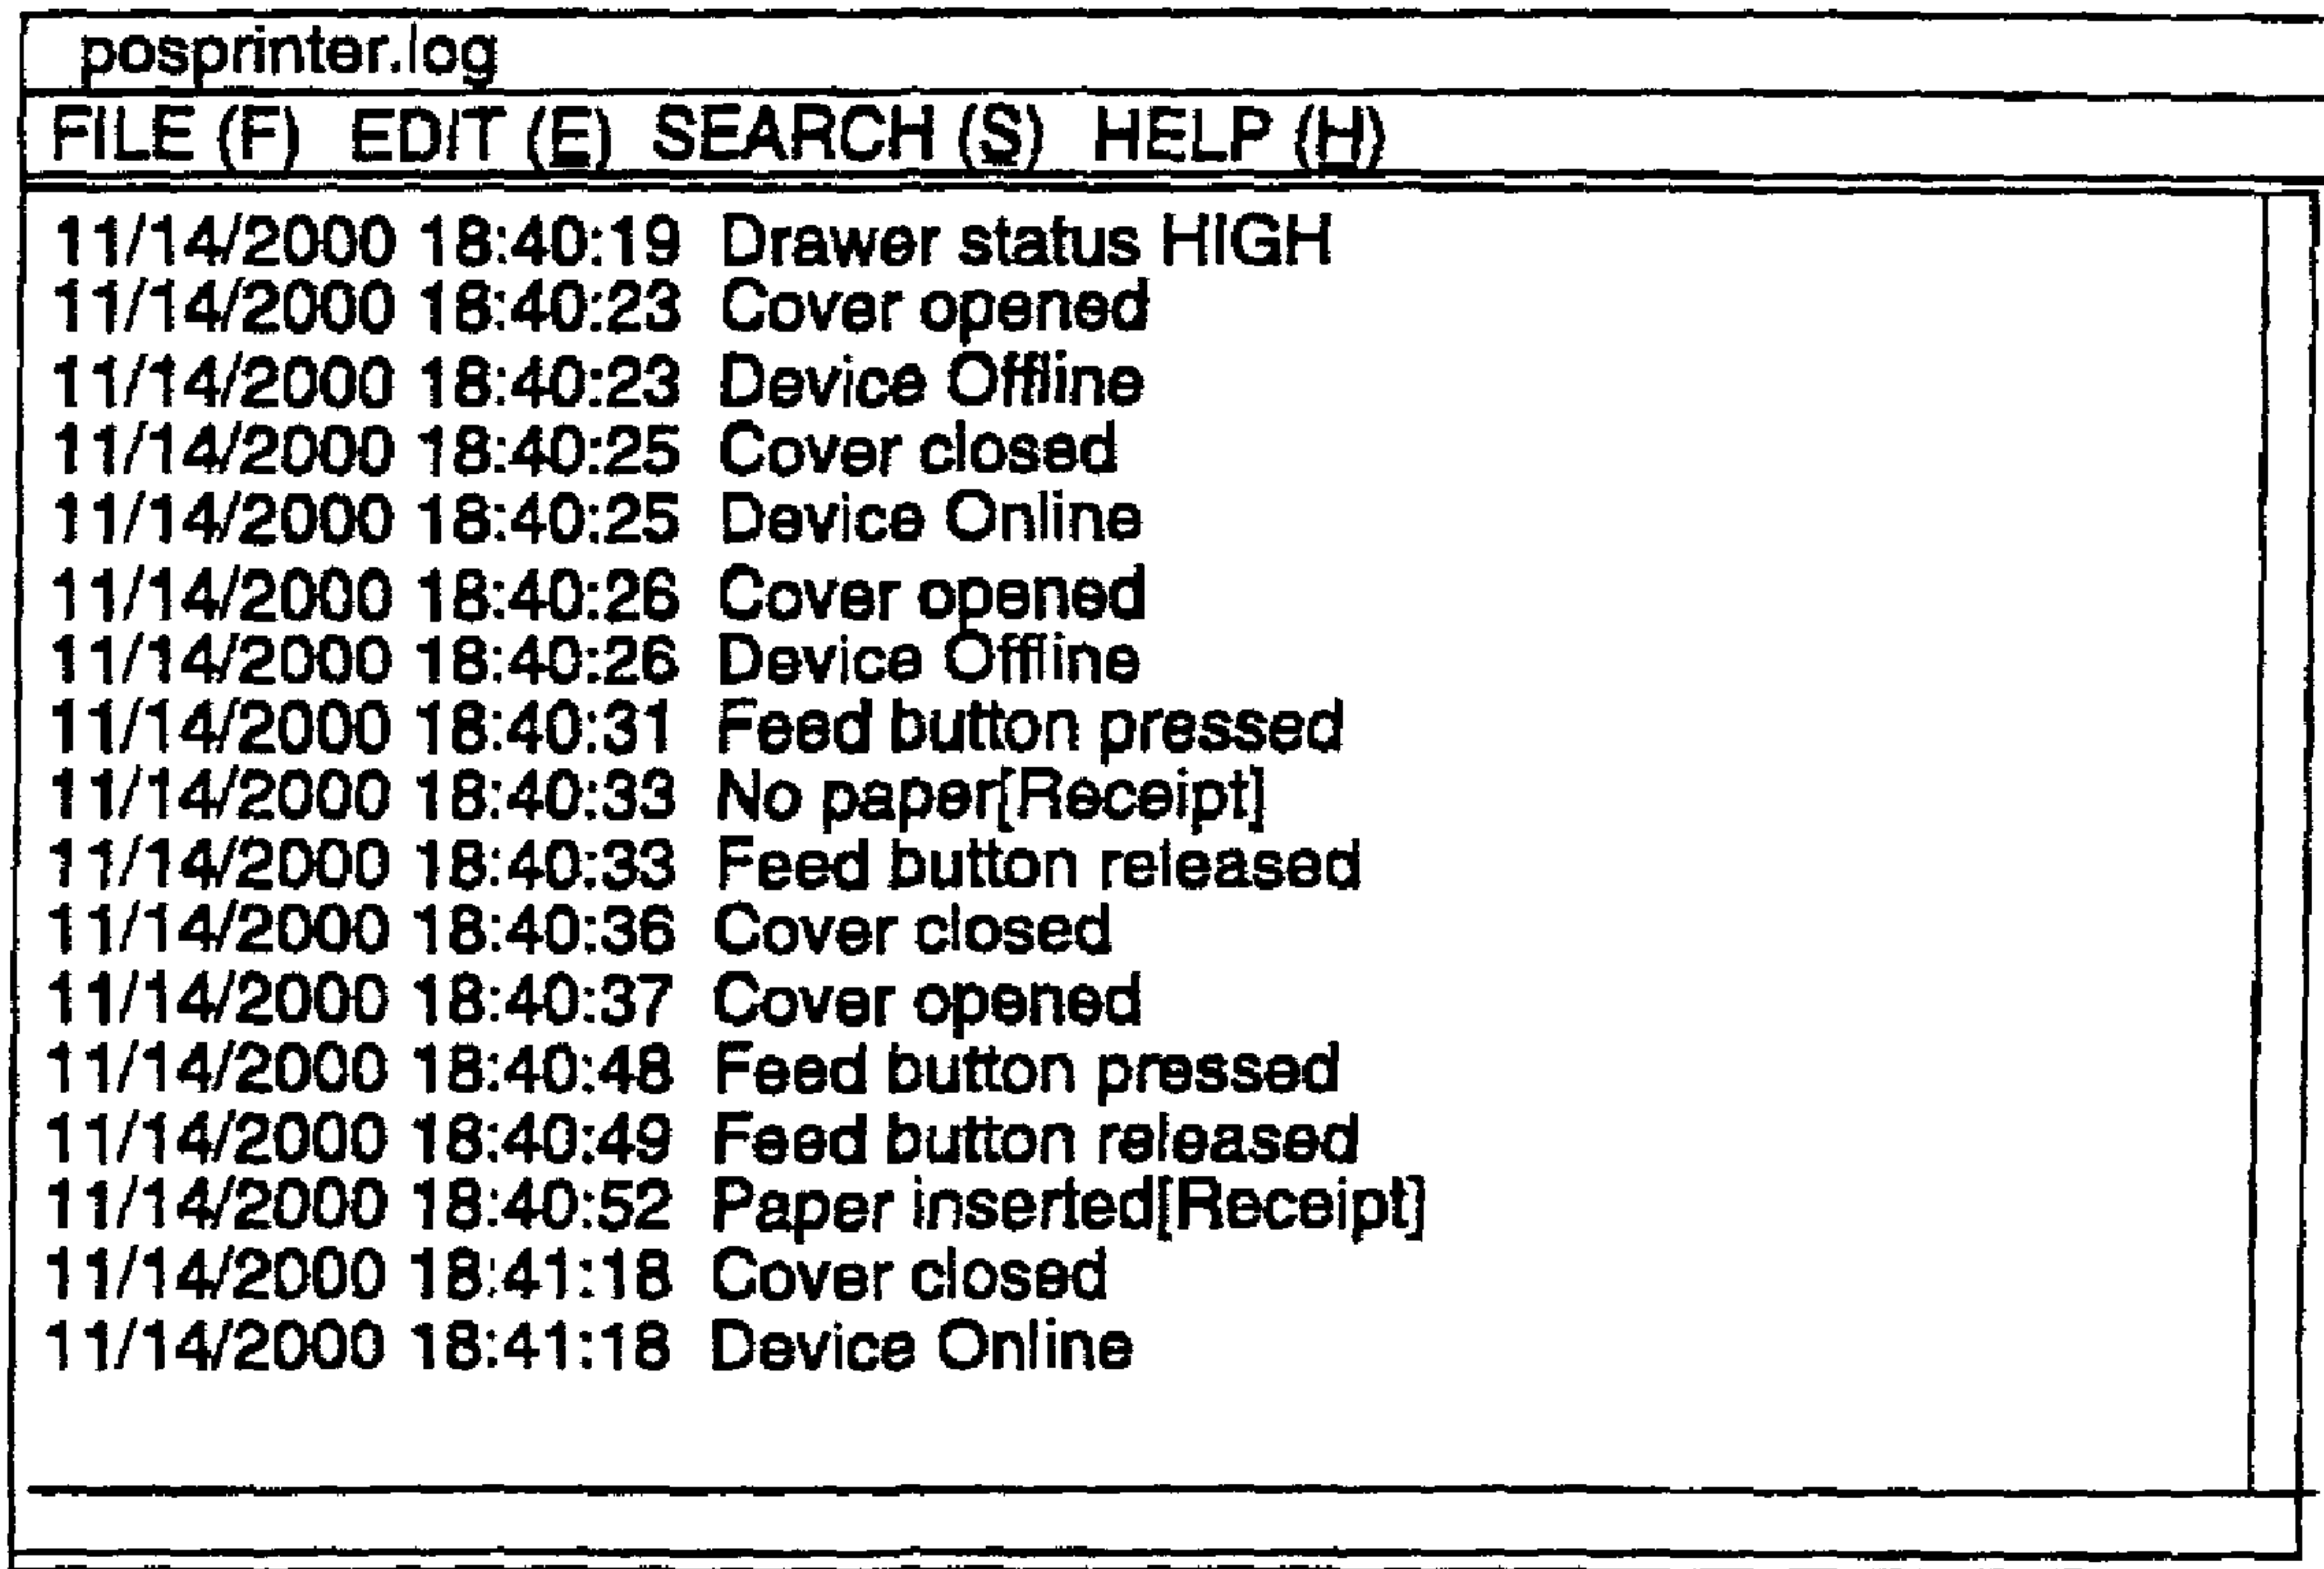 posprinter.log
FILE (F) EDIT (E) SEARCH (S) HELP (H)
11/14/2000 18:40:19 Drawer status HIGH
11/14/2000 18:40:23 Cover opened
11/14/2000 18:40:23 Device Offline
11/14/2000 18:40:25 Cover closed
11/14/2000 18:40:25 Device Online
11/14/2000 18:40:26 Cover opened
11/14/2000 18:40:26 Device Offline
11/14/2000 18:40:31 Feed button pressed
11/14/2000 18:40:33 No paper[Receipt]
11/14/2000 18:40:33 Feed button released
11/14/2000 18:40:36 Cover closed
11/14/2000 18:40:37 Cover opened
11/14/2000 18:40:48 Feed button pressed
11/14/2000 18:40:49 Feed button released
11/14/2000 18:40:52 Paper inserted[Receipt]
11/14/2000 18:41:18 Cover closed
11/14/2000 18:41:18 Device Online